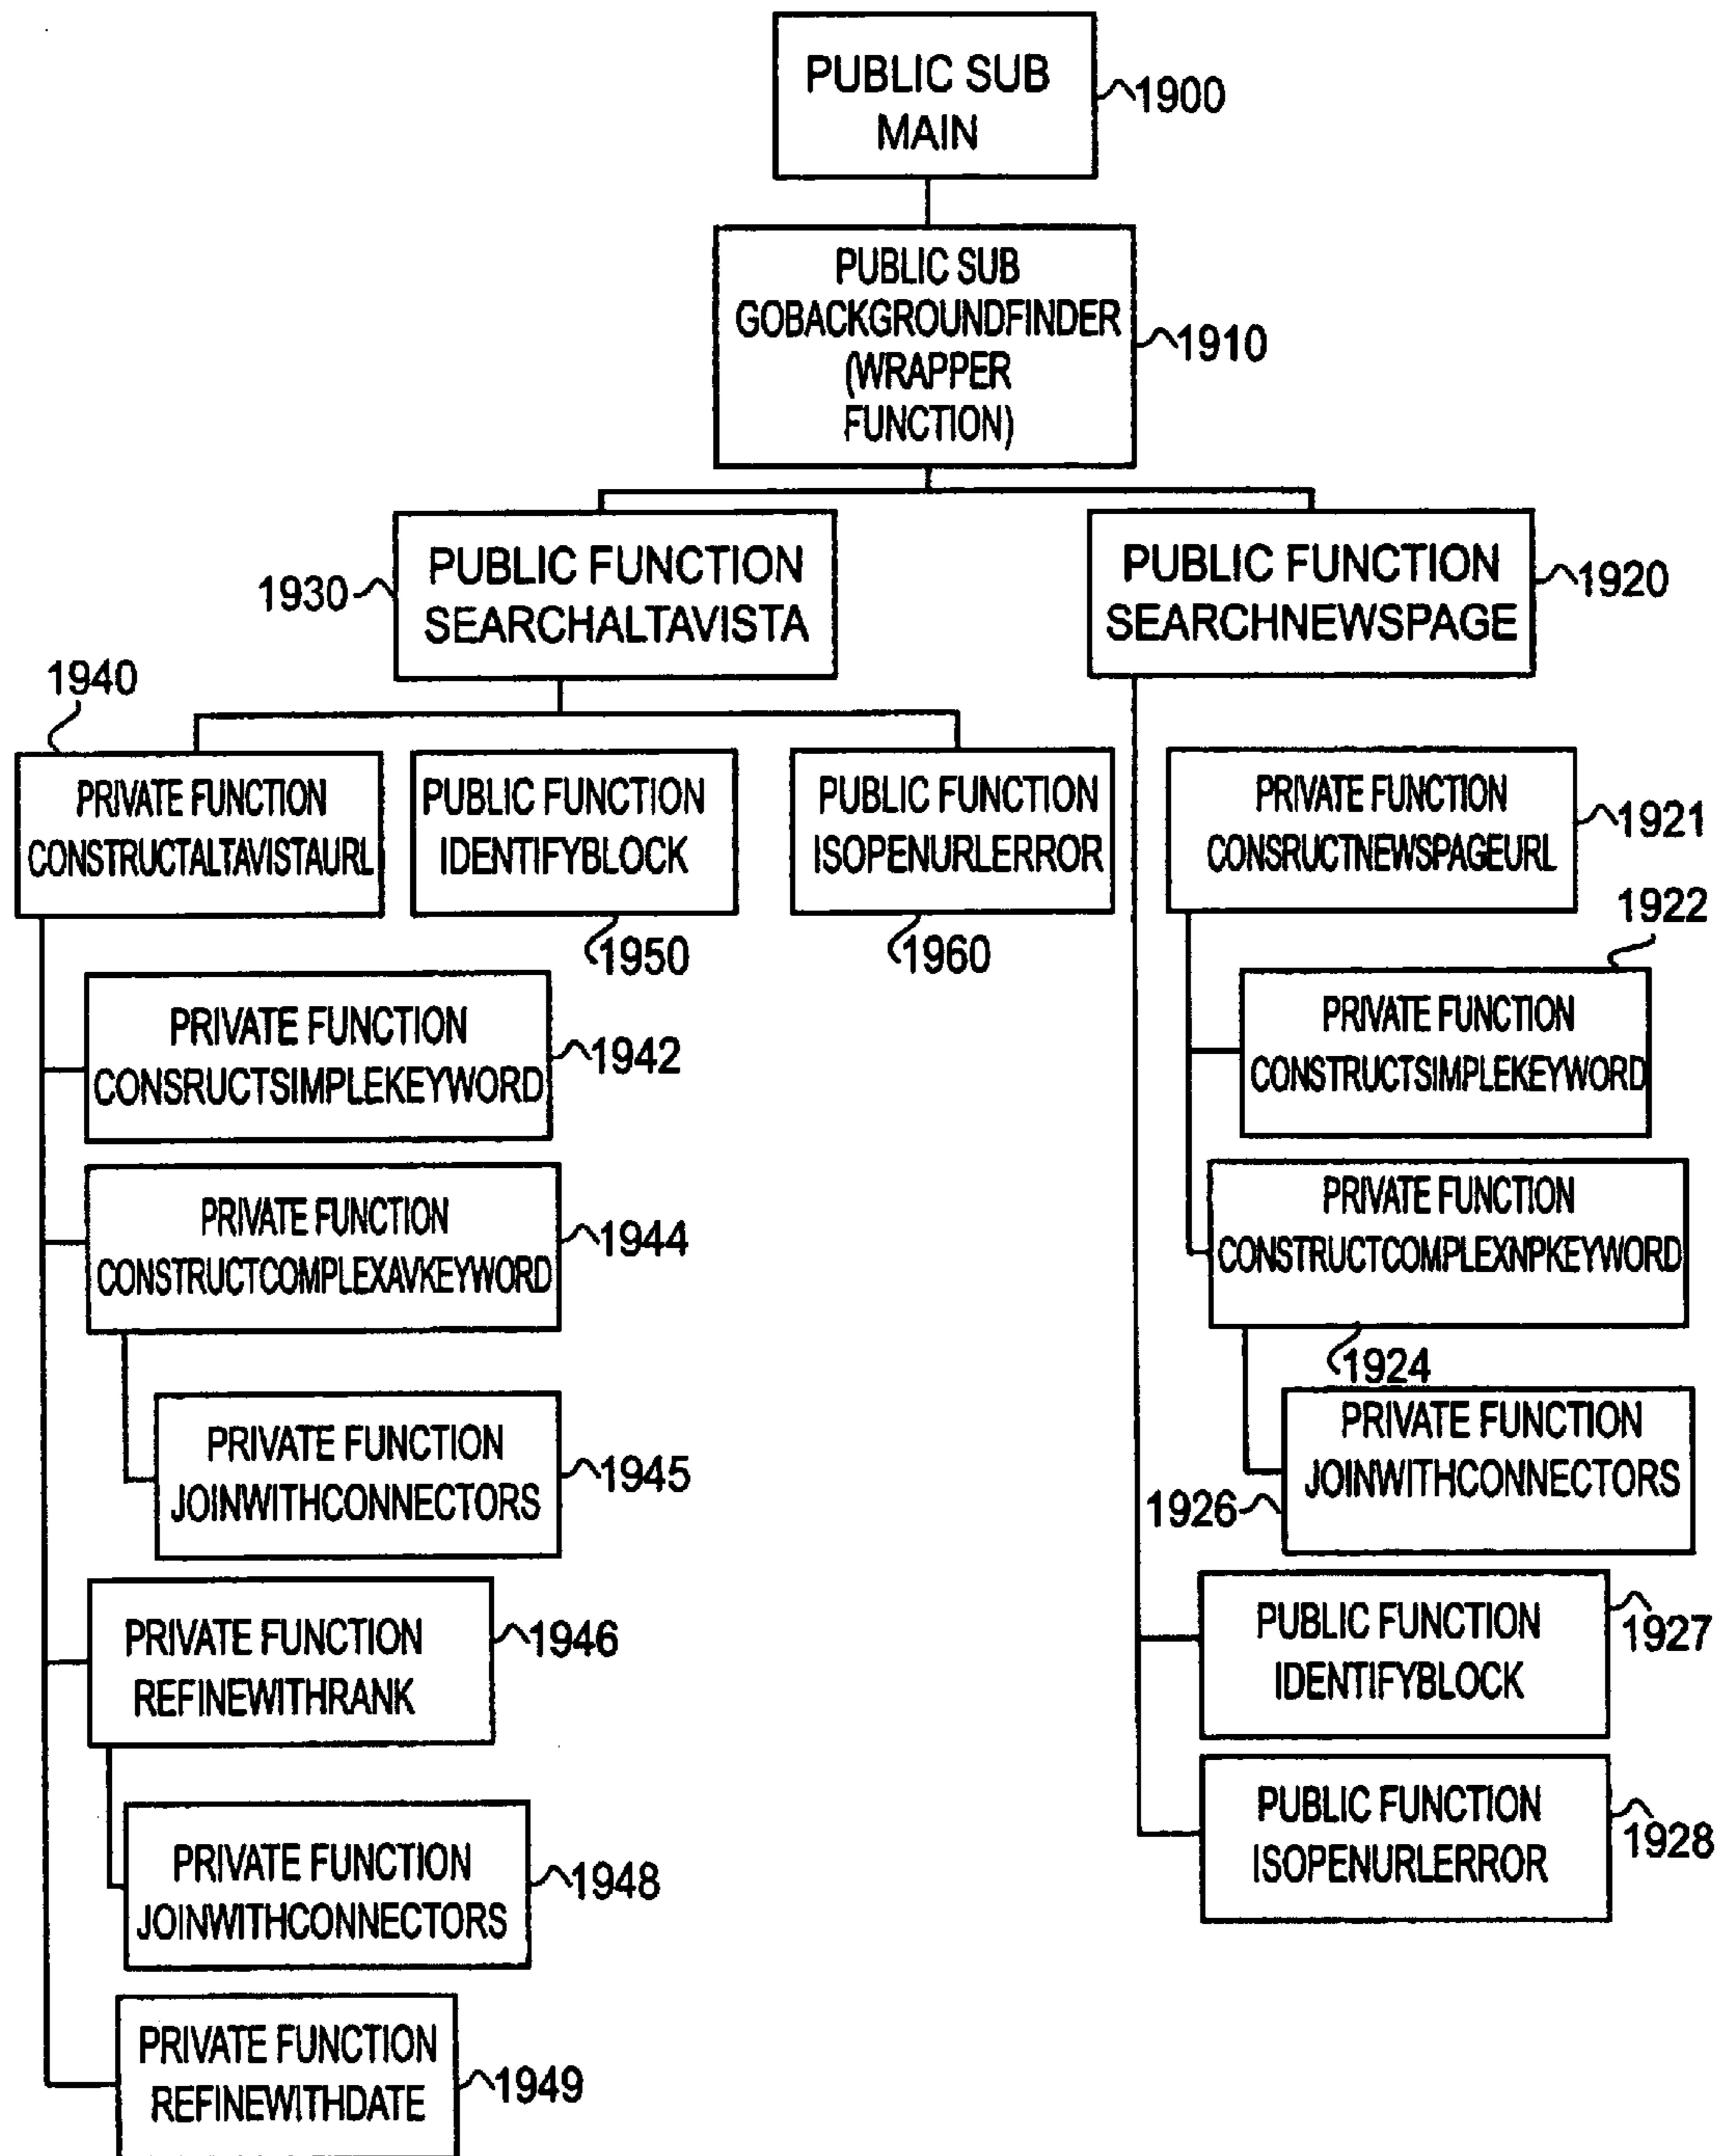 PUBLIC SUB
MAIN
1900
PUBLIC SUB
GOBACKGROUNDFINDER
(WRAPPER
FUNCTION)
1910
1930
PUBLIC FUNCTION
SEARCHALTAVISTA
PUBLIC FUNCTION
SEARCHNEWSPAGE
1920
1940
PRIVATE FUNCTION
CONSTRUCTALTAVISTAURL
PUBLIC FUNCTION
IDENTIFYBLOCK
1950
PUBLIC FUNCTION
ISOPENURLERROR
1960
PRIVATE FUNCTION
CONSRUCTNEWSPAGEURL
1921
1922
PRIVATE FUNCTION
CONSRUCTSIMPLEKEYWORD
1942
PRIVATE FUNCTION
CONSTRUCTSIMPLEKEYWORD
PRIVATE FUNCTION
CONSTRUCTCOMPLEXAVKEYWORD
1944
PRIVATE FUNCTION
CONSTRUCTCOMPLEXNPKEYWORD
1924
PRIVATE FUNCTION
JOINWITHCONNECTORS
1945
PRIVATE FUNCTION
JOINWITHCONNECTORS
1926
PRIVATE FUNCTION
REFINEWITHRANK
1946
PUBLIC FUNCTION
IDENTIFYBLOCK
1927
PRIVATE FUNCTION
JOINWITHCONNECTORS
1948
PUBLIC FUNCTION
ISOPENURLERROR
1928
PRIVATE FUNCTION
REFINEWITHDATE
1949